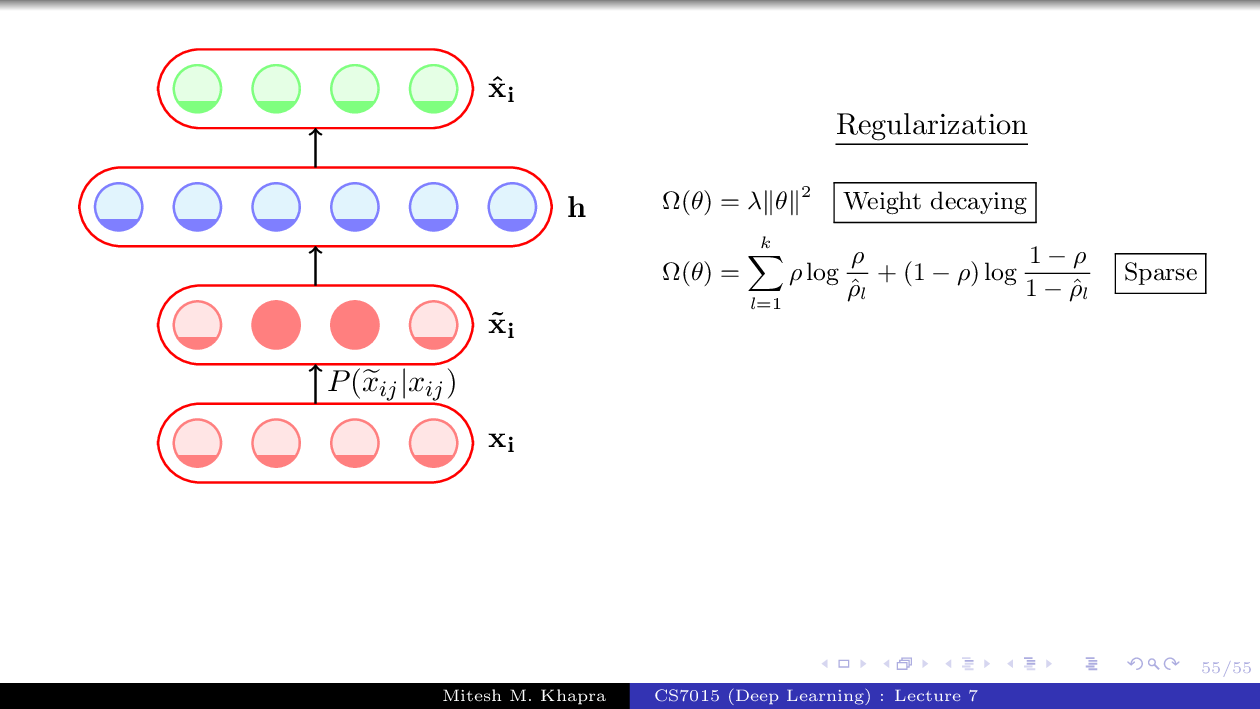 x̂ᵢ
h
x̃ᵢ
P(x̃ᵢⱼ|xᵢⱼ)
xᵢ
Regularization
Ω(θ) = λ‖θ‖² Weight decaying
Ω(θ) = ∑_{l=1}^{k} ρ log ρ/ρ̂ₗ + (1 − ρ) log (1 − ρ)/(1 − ρ̂ₗ) Sparse
55/55
Mitesh M. Khapra CS7015 (Deep Learning) : Lecture 7